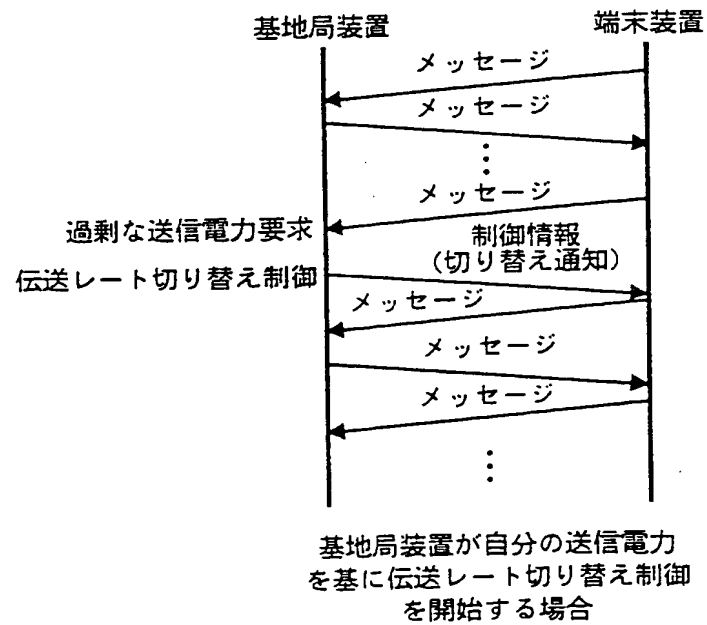 基地局装置
端末装置
メッセージ
メッセージ
メッセージ
過剰な送信電力要求
制御情報
(切り替え通知)
伝送レート切り替え制御
メッセージ
メッセージ
メッセージ
基地局装置が自分の送信電力
を基に伝送レート切り替え制御
を開始する場合